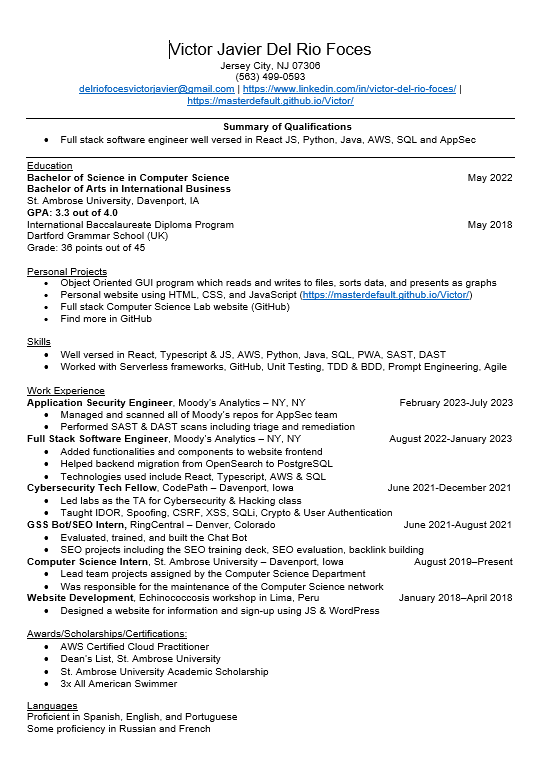 Victor Javier Del Rio Foces
Jersey City, NJ 07306
(563) 499-0593
delriofocesvictorjavier@gmail.com | https://www.linkedin.com/in/victor-del-rio-foces/ |
https://masterdefault.github.io/Victor/
Summary of Qualifications
• Full stack software engineer well versed in React JS, Python, Java, AWS, SQL and AppSec
Education
Bachelor of Science in Computer Science May 2022
Bachelor of Arts in International Business
St. Ambrose University, Davenport, IA
GPA: 3.3 out of 4.0
International Baccalaureate Diploma Program May 2018
Dartford Grammar School (UK)
Grade: 36 points out of 45
Personal Projects
• Object Oriented GUI program which reads and writes to files, sorts data, and presents as graphs
• Personal website using HTML, CSS, and JavaScript (https://masterdefault.github.io/Victor/)
• Full stack Computer Science Lab website (GitHub)
• Find more in GitHub
Skills
• Well versed in React, Typescript & JS, AWS, Python, Java, SQL, PWA, SAST, DAST
• Worked with Serverless frameworks, GitHub, Unit Testing, TDD & BDD, Prompt Engineering, Agile
Work Experience
Application Security Engineer, Moody's Analytics – NY, NY February 2023-July 2023
• Managed and scanned all of Moody's repos for AppSec team
• Performed SAST & DAST scans including triage and remediation
Full Stack Software Engineer, Moody's Analytics – NY, NY August 2022-January 2023
• Added functionalities and components to website frontend
• Helped backend migration from OpenSearch to PostgreSQL
• Technologies used include React, Typescript, AWS & SQL
Cybersecurity Tech Fellow, CodePath – Davenport, Iowa June 2021-December 2021
• Led labs as the TA for Cybersecurity & Hacking class
• Taught IDOR, Spoofing, CSRF, XSS, SQLi, Crypto & User Authentication
GSS Bot/SEO Intern, RingCentral – Denver, Colorado June 2021-August 2021
• Evaluated, trained, and built the Chat Bot
• SEO projects including the SEO training deck, SEO evaluation, backlink building
Computer Science Intern, St. Ambrose University – Davenport, Iowa August 2019–Present
• Lead team projects assigned by the Computer Science Department
• Was responsible for the maintenance of the Computer Science network
Website Development, Echinococcosis workshop in Lima, Peru January 2018–April 2018
• Designed a website for information and sign-up using JS & WordPress
Awards/Scholarships/Certifications:
• AWS Certified Cloud Practitioner
• Dean's List, St. Ambrose University
• St. Ambrose University Academic Scholarship
• 3x All American Swimmer
Languages
Proficient in Spanish, English, and Portuguese
Some proficiency in Russian and French